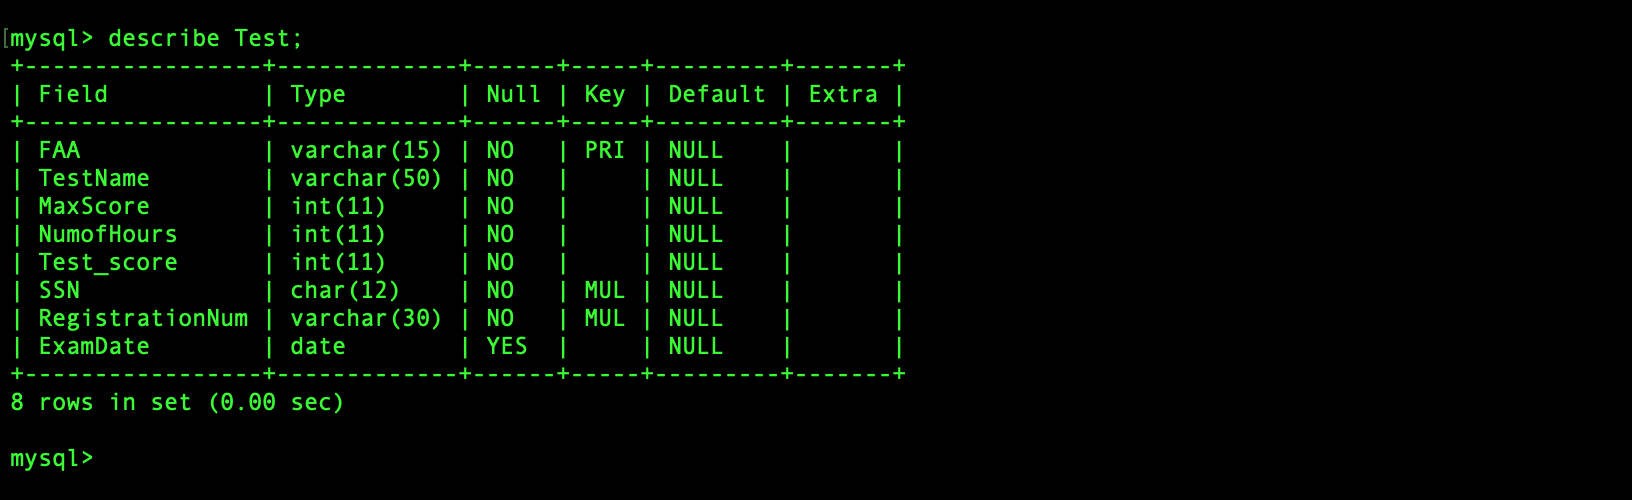 [mysql> describe Test;
+-----------------+-------------+------+-----+---------+-------+
| Field           | Type        | Null | Key | Default | Extra |
+-----------------+-------------+------+-----+---------+-------+
| FAA             | varchar(15) | NO   | PRI | NULL    |       |
| TestName        | varchar(50) | NO   |     | NULL    |       |
| MaxScore        | int(11)     | NO   |     | NULL    |       |
| NumofHours      | int(11)     | NO   |     | NULL    |       |
| Test_score      | int(11)     | NO   |     | NULL    |       |
| SSN             | char(12)    | NO   | MUL | NULL    |       |
| RegistrationNum | varchar(30) | NO   | MUL | NULL    |       |
| ExamDate        | date        | YES  |     | NULL    |       |
+-----------------+-------------+------+-----+---------+-------+
8 rows in set (0.00 sec)
mysql>